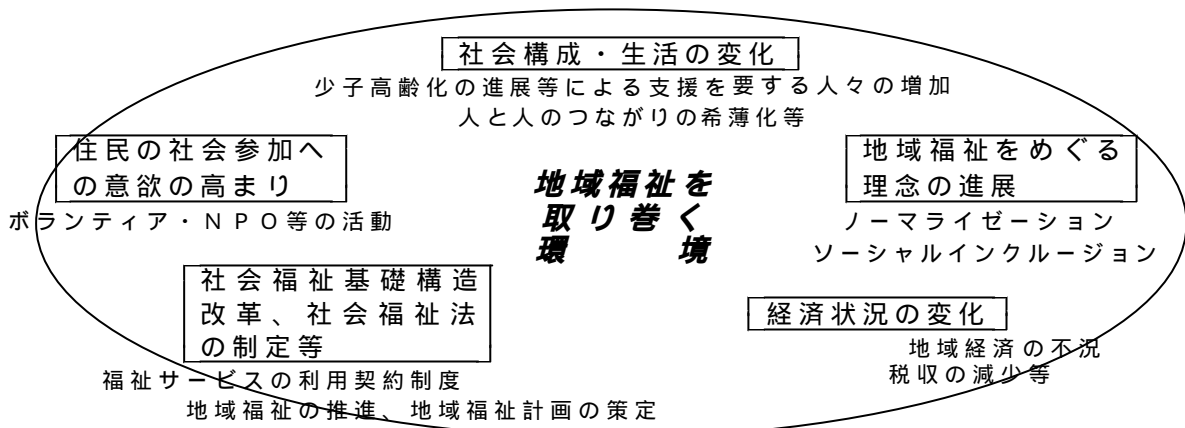 社会構成・生活の変化
少子高齢化の進展等による支援を要する人々の増加
人と人のつながりの希薄化等
住民の社会参加へ
の意欲の高まり
ボランティア・ＮＰＯ等の活動
地域福祉を
取り巻く
環境
地域福祉をめぐる
理念の進展
ノーマライゼーション
ソーシャルインクルージョン
社会福祉基礎構造
改革、社会福祉法
の制定等
福祉サービスの利用契約制度
地域福祉の推進、地域福祉計画の策定
経済状況の変化
地域経済の不況
税収の減少等